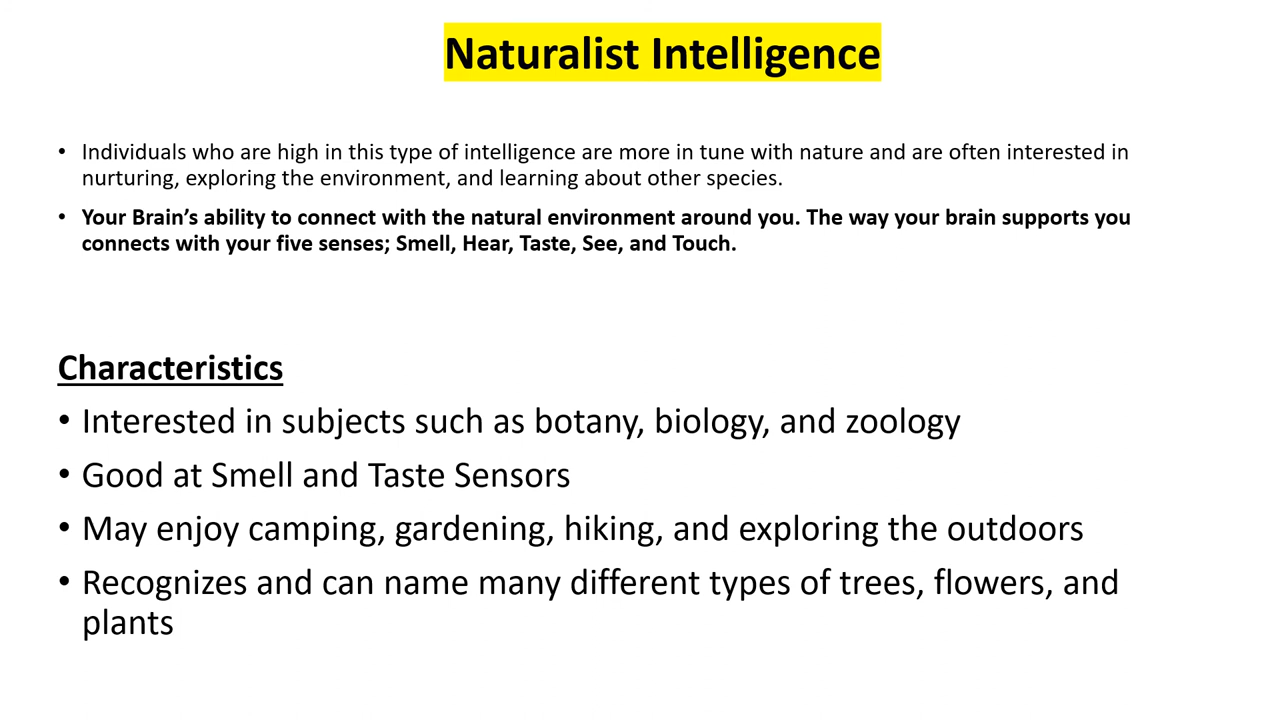 Naturalist Intelligence
• Individuals who are high in this type of intelligence are more in tune with nature and are often interested in
nurturing, exploring the environment, and learning about other species.
• Your Brain’s ability to connect with the natural environment around you. The way your brain supports you
connects with your five senses; Smell, Hear, Taste, See, and Touch.
Characteristics
• Interested in subjects such as botany, biology, and zoology
• Good at Smell and Taste Sensors
• May enjoy camping, gardening, hiking, and exploring the outdoors
• Recognizes and can name many different types of trees, flowers, and
plants